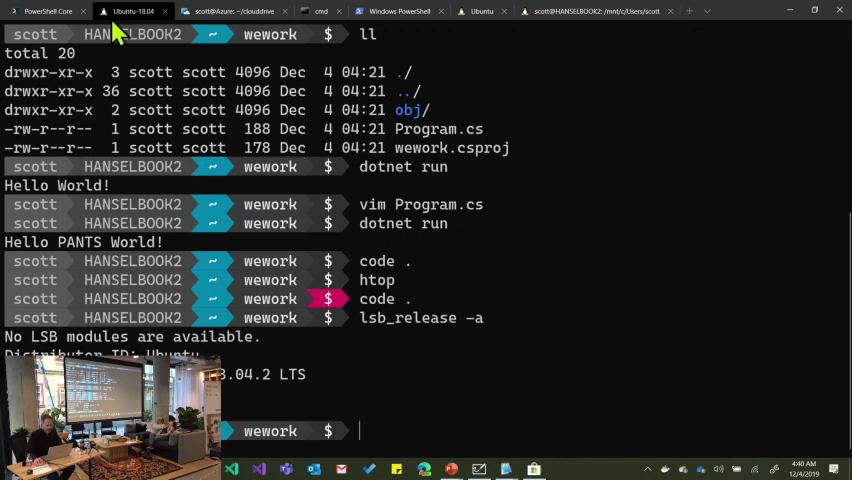 PowerShell Core
Ubuntu-18.04
scott@Azure: ~/clouddrive
cmd
Windows PowerShell
Ubuntu
scott@HANSELBOOK2: /mnt/c/Users/scott
scott HANSELBOOK2 ~ wework $ ll
total 20
drwxr-xr-x 3 scott scott 4096 Dec 4 04:21 ./
drwxr-xr-x 36 scott scott 4096 Dec 4 04:21 ../
drwxr-xr-x 2 scott scott 4096 Dec 4 04:21 obj/
-rw-r--r-- 1 scott scott 188 Dec 4 04:21 Program.cs
-rw-r--r-- 1 scott scott 178 Dec 4 04:21 wework.csproj
scott HANSELBOOK2 ~ wework $ dotnet run
Hello World!
scott HANSELBOOK2 ~ wework $ vim Program.cs
scott HANSELBOOK2 ~ wework $ dotnet run
Hello PANTS World!
scott HANSELBOOK2 ~ wework $ code .
scott HANSELBOOK2 ~ wework $ htop
scott HANSELBOOK2 ~ wework $ code .
scott HANSELBOOK2 ~ wework $ lsb_release -a
No LSB modules are available.
Distributor ID: Ubuntu
8.04.2 LTS
wework $
4:40 AM
12/4/2019